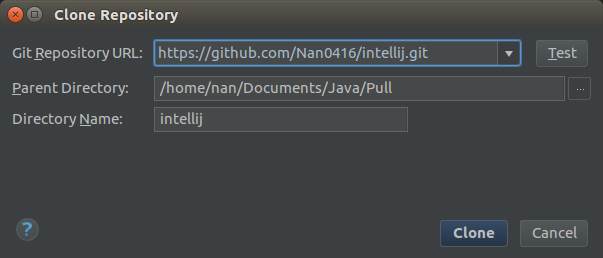 Clone Repository
Git Repository URL: https://github.com/Nan0416/intellij.git Test
Parent Directory: /home/nan/Documents/Java/Pull ...
Directory Name: intellij
? Clone Cancel